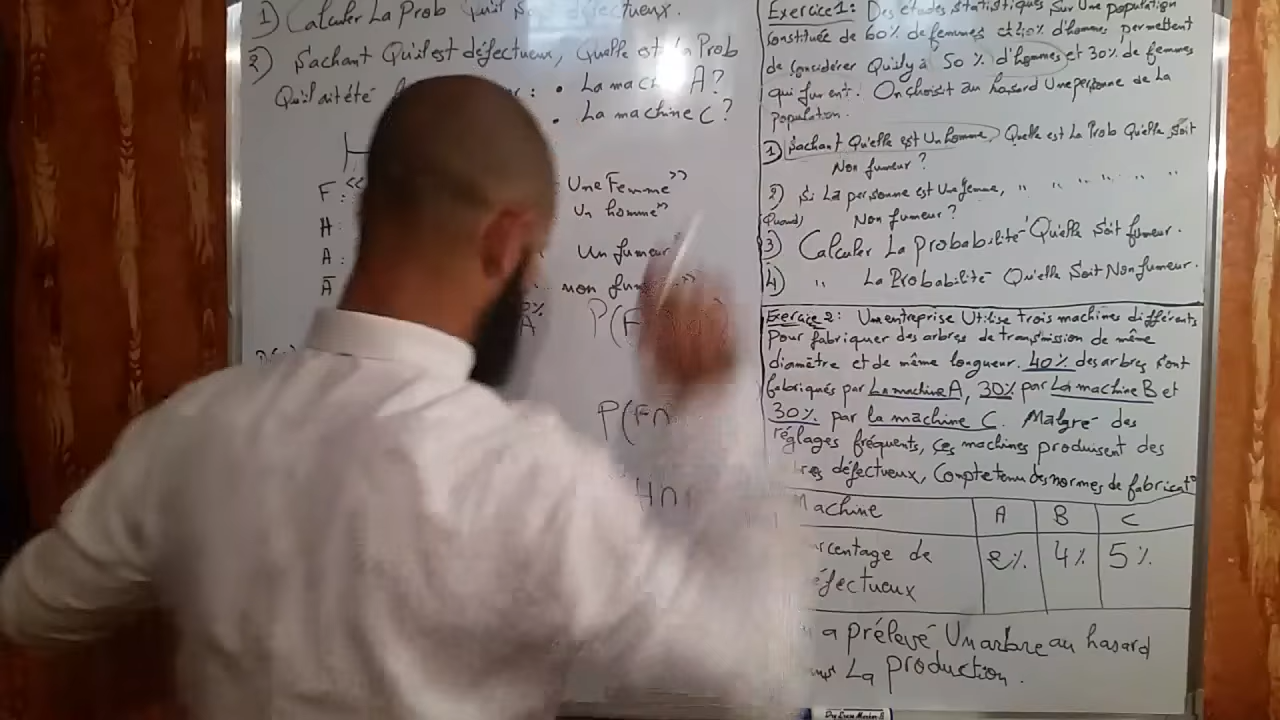 1) Calculer La Prob qu'il soit défectueux.
2) Sachant Qu'il est défectueux, Quelle est La Prob
Qu'il ait été : • La machine A?
• La machine C?
F: << Une Femme>>
H: Un homme>>
A: Un fumeur
Ā non >>
P(F
P(F∩
H∩
Exercice 1: Des études statistiques Sur Une population
Constituée de 60% de femmes et 40% d'hommes permettent
de considérer Qu'il y a 50 % d'hommes et 30% de femmes
qui fument. On choisit au hasard Une personne de La
population.
1) Sachant Qu'elle est Un homme, Quelle est La Prob Qu'elle Soit
Non fumeur?
2) Si La personne est Une femme, " " " " " "
(Quand) Non fumeur?
3) Calculer La Probabilité Qu'elle Soit fumeur.
4) " La Probabilité Qu'elle Soit Non fumeur.
Exercice 2: Une entreprise Utilise Trois machines différents
Pour fabriquer des arbres de transmission de même
diamètre et de même longueur. 40% des arbres sont
fabriqués par La machine A, 30% par La machine B et
30% par la machine C. Malgré des
réglages fréquents, ces machines produisent des
défectueux, Compte tenu des normes de fabricat°
Machine A B C
rcentage de 2% 4% 5%
éfectueux
a prélevé Un arbre au hasard
La production.